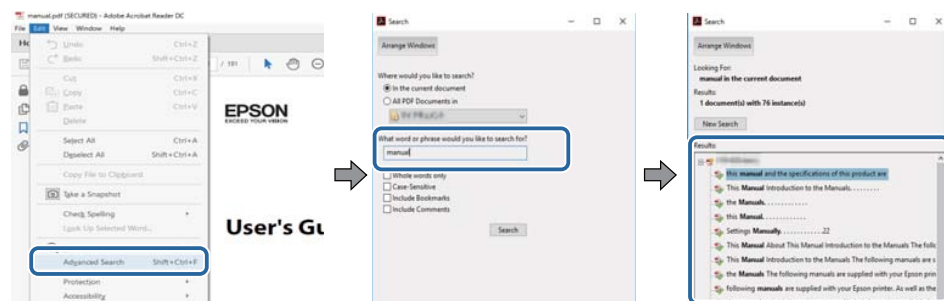 manual.pdf (SECURED) - Adobe Acrobat Reader DC
File Edit View Window Help
Undo Ctrl+Z
Redo Shift+Ctrl+Z
Cut Ctrl+X
Copy Ctrl+C
Paste Ctrl+V
Delete
Select All Ctrl+A
Deselect All Shift+Ctrl+A
Copy File to Clipboard
Take a Snapshot
Check Spelling
Look Up Selected Word...
Advanced Search Shift+Ctrl+F
Protection
Accessibility
/ 191
EPSON
EXCEED YOUR VISION
User's Gu
Search
Arrange Windows
Where would you like to search?
In the current document
All PDF Documents in
What word or phrase would you like to search for?
manual
Whole words only
Case-Sensitive
Include Bookmarks
Include Comments
Search
Search
Arrange Windows
Looking For:
manual in the current document
Results:
1 document(s) with 76 instance(s)
New Search
Results:
this manual and the specifications of this product are
This Manual Introduction to the Manuals. . . . . . . . .
the Manuals. . . . . . . . . . . . .
this Manual. . . . . . . . . . . . .
Settings Manually. . . . . . . . . . . . .22
This Manual About This Manual Introduction to the Manuals The follo
This Manual Introduction to the Manuals The following manuals are s
the Manuals The following manuals are supplied with your Epson prin
following manuals are supplied with your Epson printer. As well as the